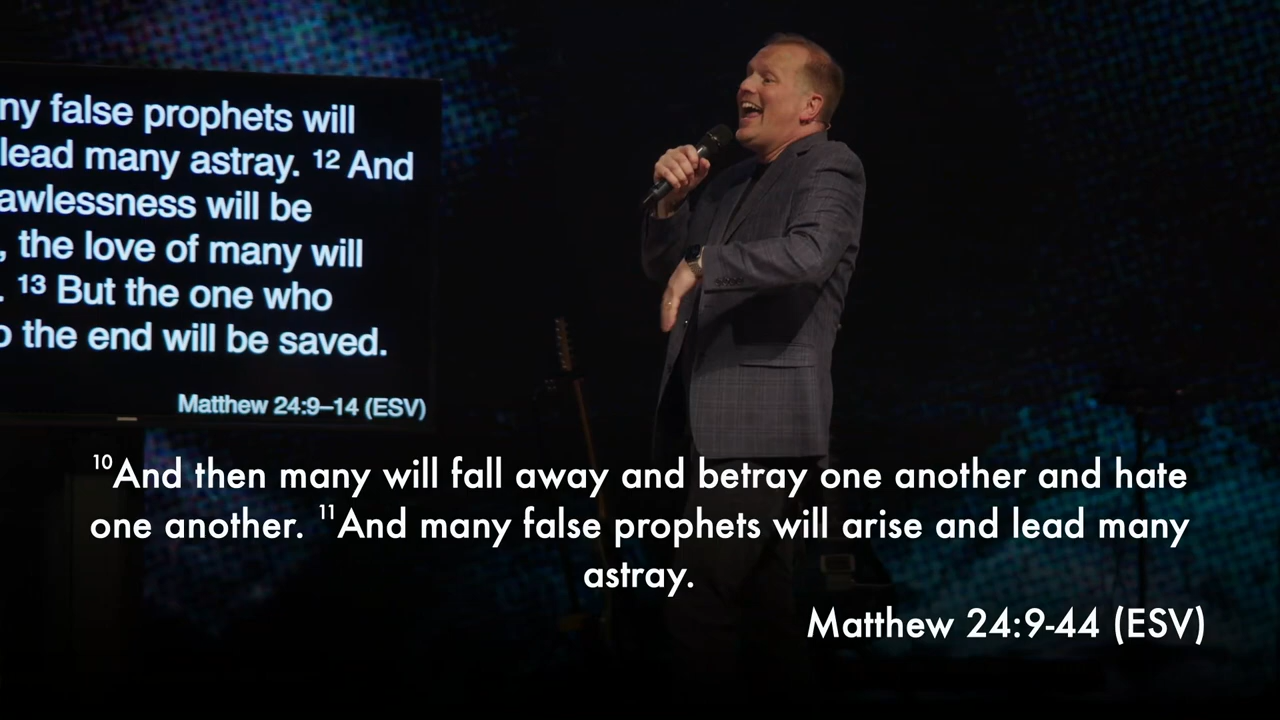 ny false prophets will
lead many astray. ¹² And
awlessness will be
, the love of many will
. ¹³ But the one who
o the end will be saved.
Matthew 24:9–14 (ESV)
¹⁰And then many will fall away and betray one another and hate
one another. ¹¹And many false prophets will arise and lead many
astray.
Matthew 24:9-44 (ESV)